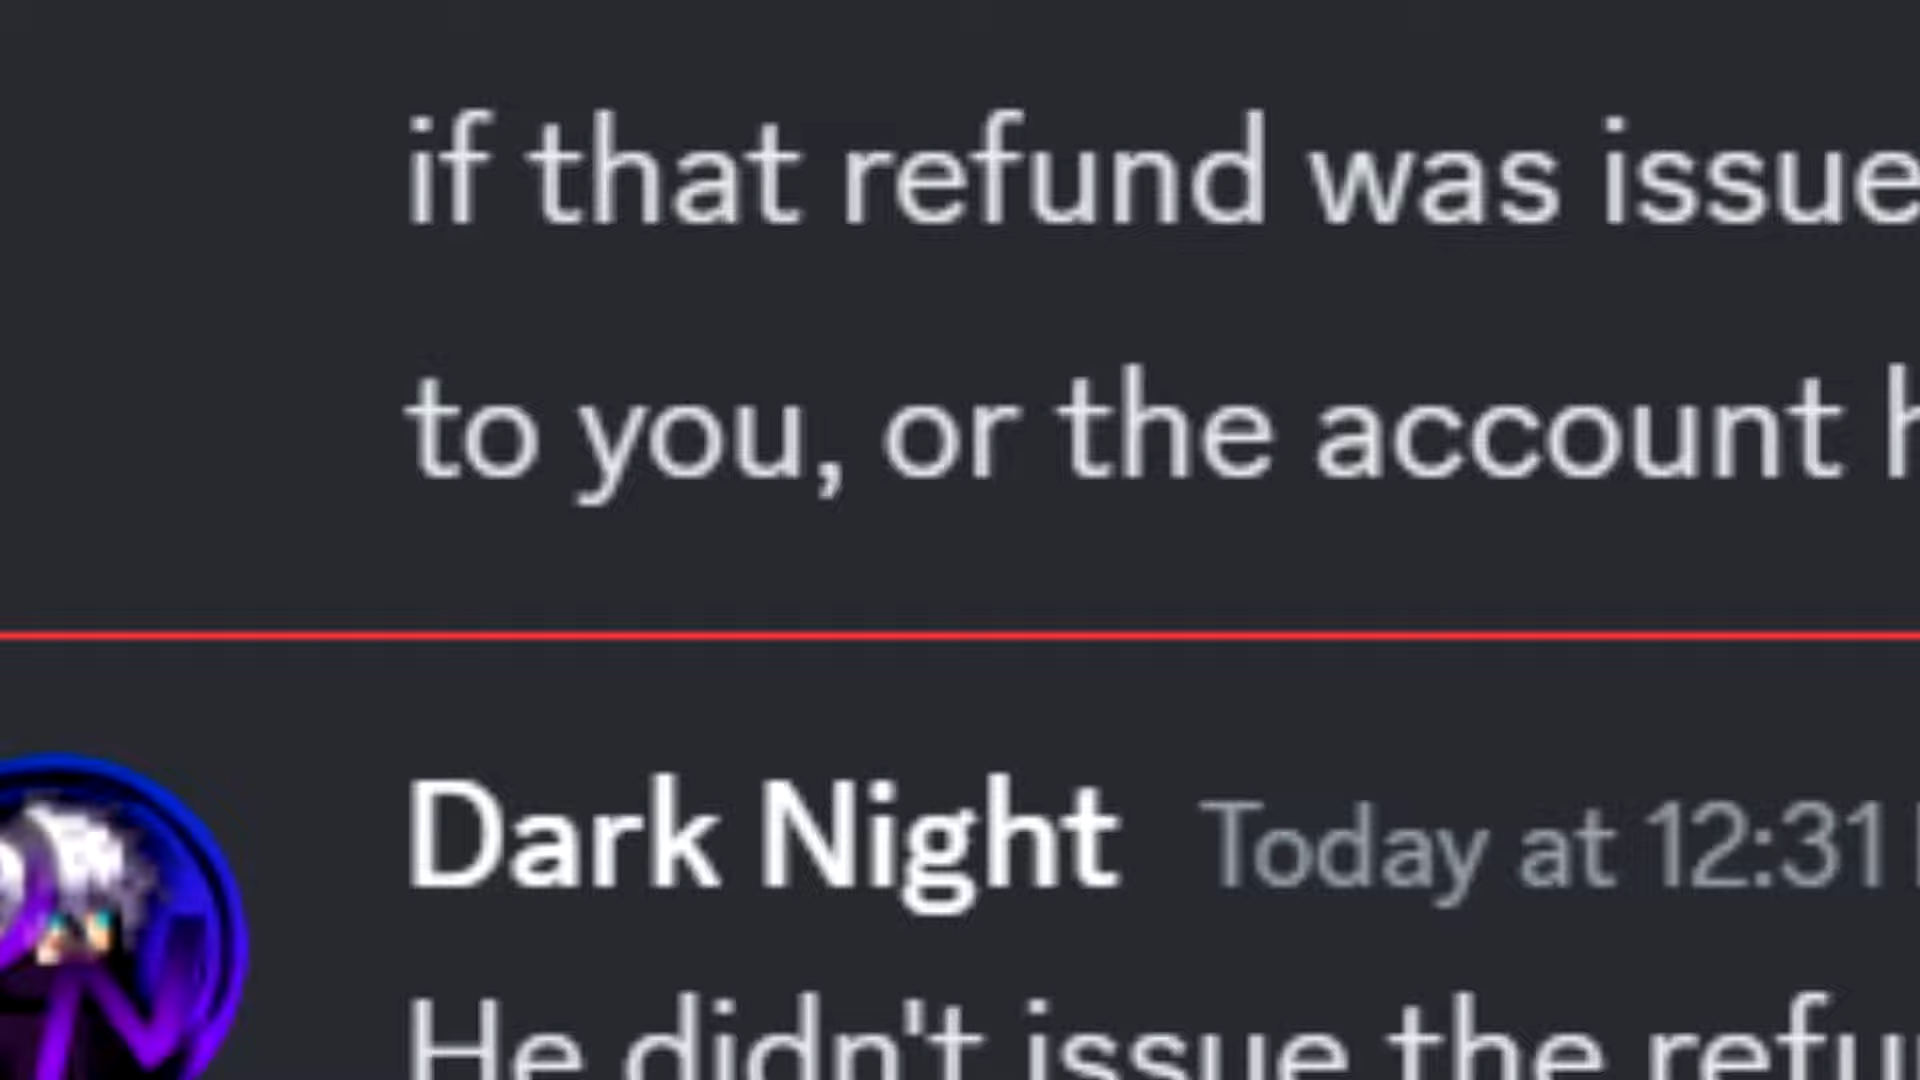 if that refund was issue
to you, or the account h
Dark Night Today at 12:31
He didn't issue the refu